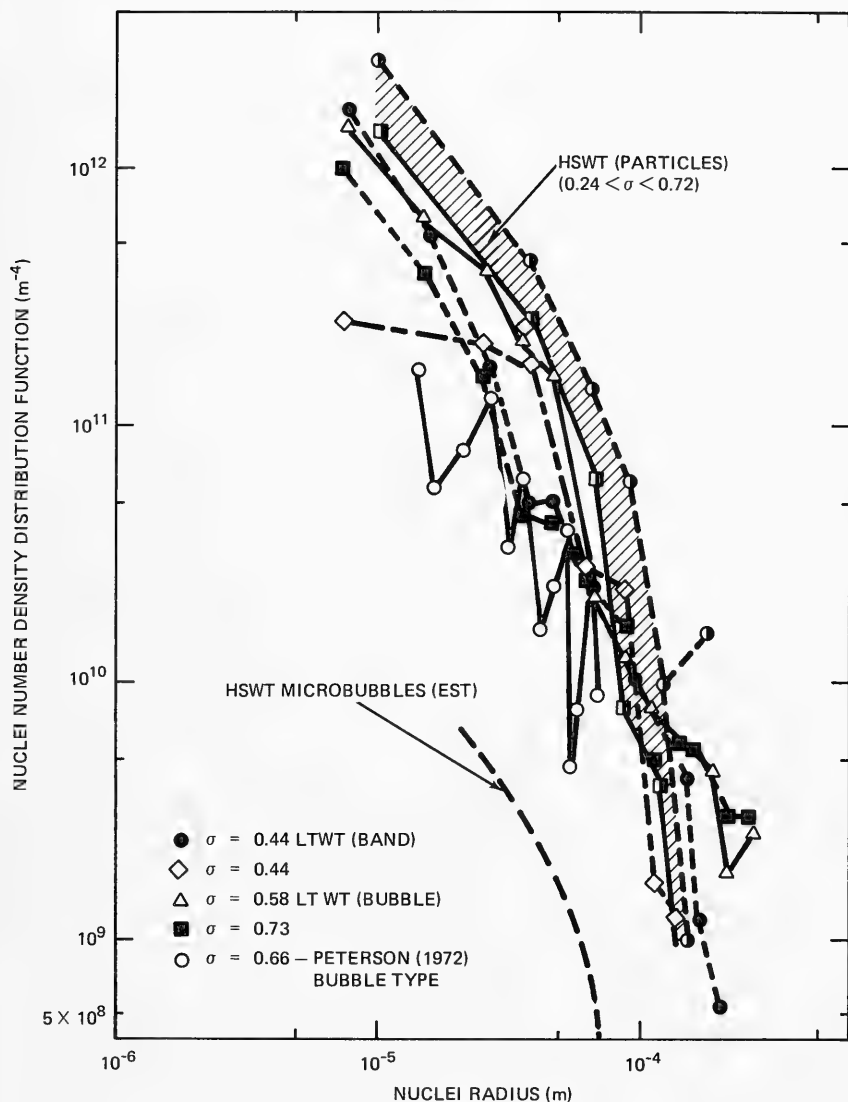 NUCLEI NUMBER DENSITY DISTRIBUTION FUNCTION (m⁻⁴)
10¹²
10¹¹
10¹⁰
10⁹
5 × 10⁸
HSWT (PARTICLES)
(0.24 < σ < 0.72)
HSWT MICROBUBBLES (EST)
σ = 0.44 LTWT (BAND)
σ = 0.44
σ = 0.58 LT WT (BUBBLE)
σ = 0.73
σ = 0.66 — PETERSON (1972)
BUBBLE TYPE
10⁻⁶
10⁻⁵
10⁻⁴
NUCLEI RADIUS (m)